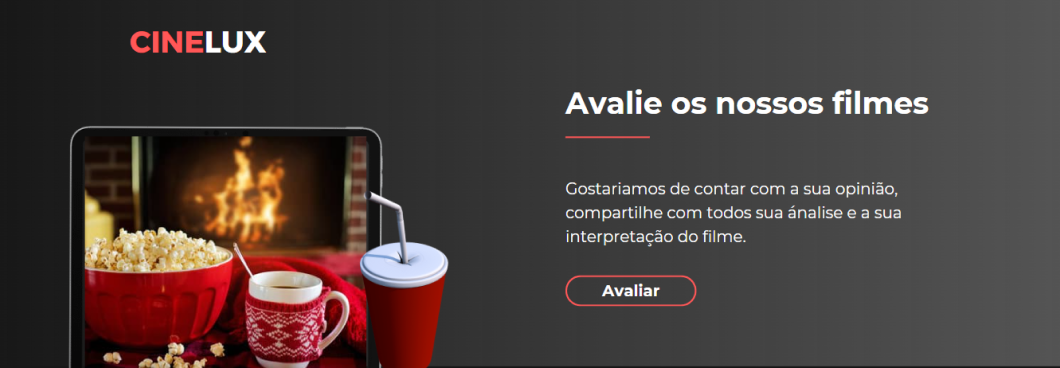 CINELUX
Avalie os nossos filmes
Gostariamos de contar com a sua opinião,
compartilhe com todos sua ánalise e a sua
interpretação do filme.
Avaliar